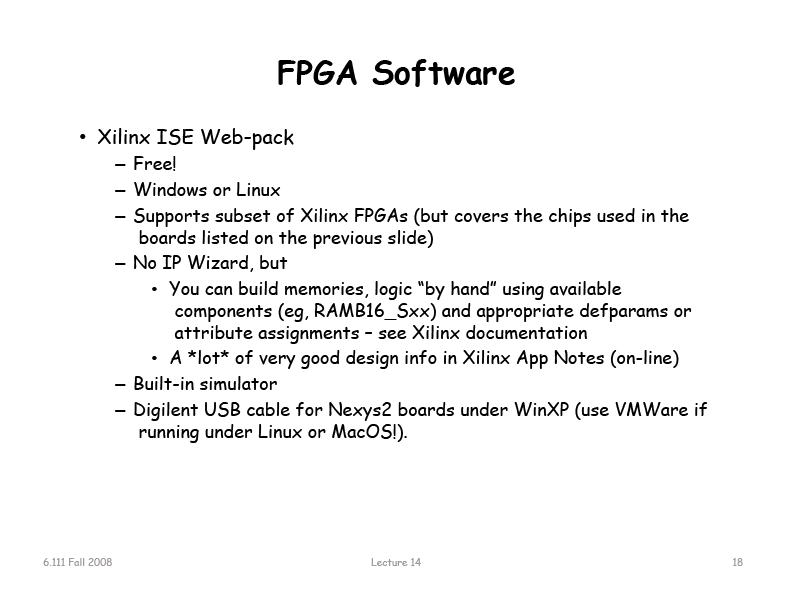 FPGA Software
• Xilinx ISE Web-pack
– Free!
– Windows or Linux
– Supports subset of Xilinx FPGAs (but covers the chips used in the
boards listed on the previous slide)
– No IP Wizard, but
• You can build memories, logic “by hand” using available
components (eg, RAMB16_Sxx) and appropriate defparams or
attribute assignments – see Xilinx documentation
• A *lot* of very good design info in Xilinx App Notes (on-line)
– Built-in simulator
– Digilent USB cable for Nexys2 boards under WinXP (use VMWare if
running under Linux or MacOS!).
6.111 Fall 2008
Lecture 14
18